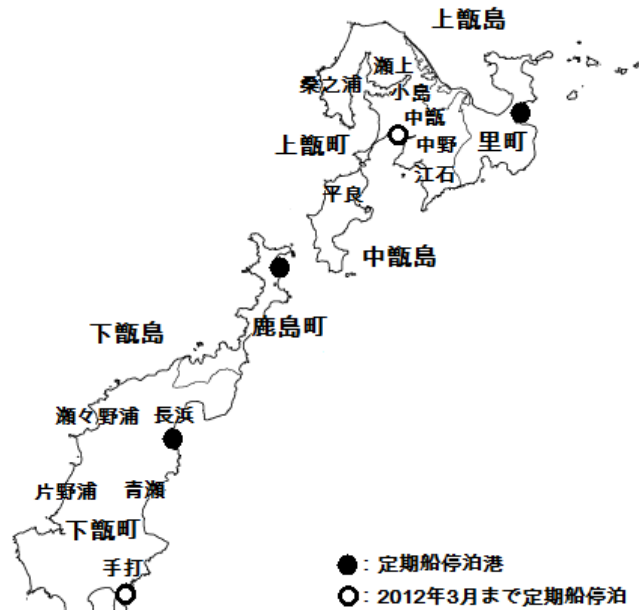 上甑島
瀬上
桑之浦
小島
中甑
上甑町
中野
里町
江石
平良
中甑島
鹿島町
下甑島
瀬々野浦
長浜
片野浦
青瀬
下甑町
手打
●: 定期船停泊港
○: 2012年3月まで定期船停泊